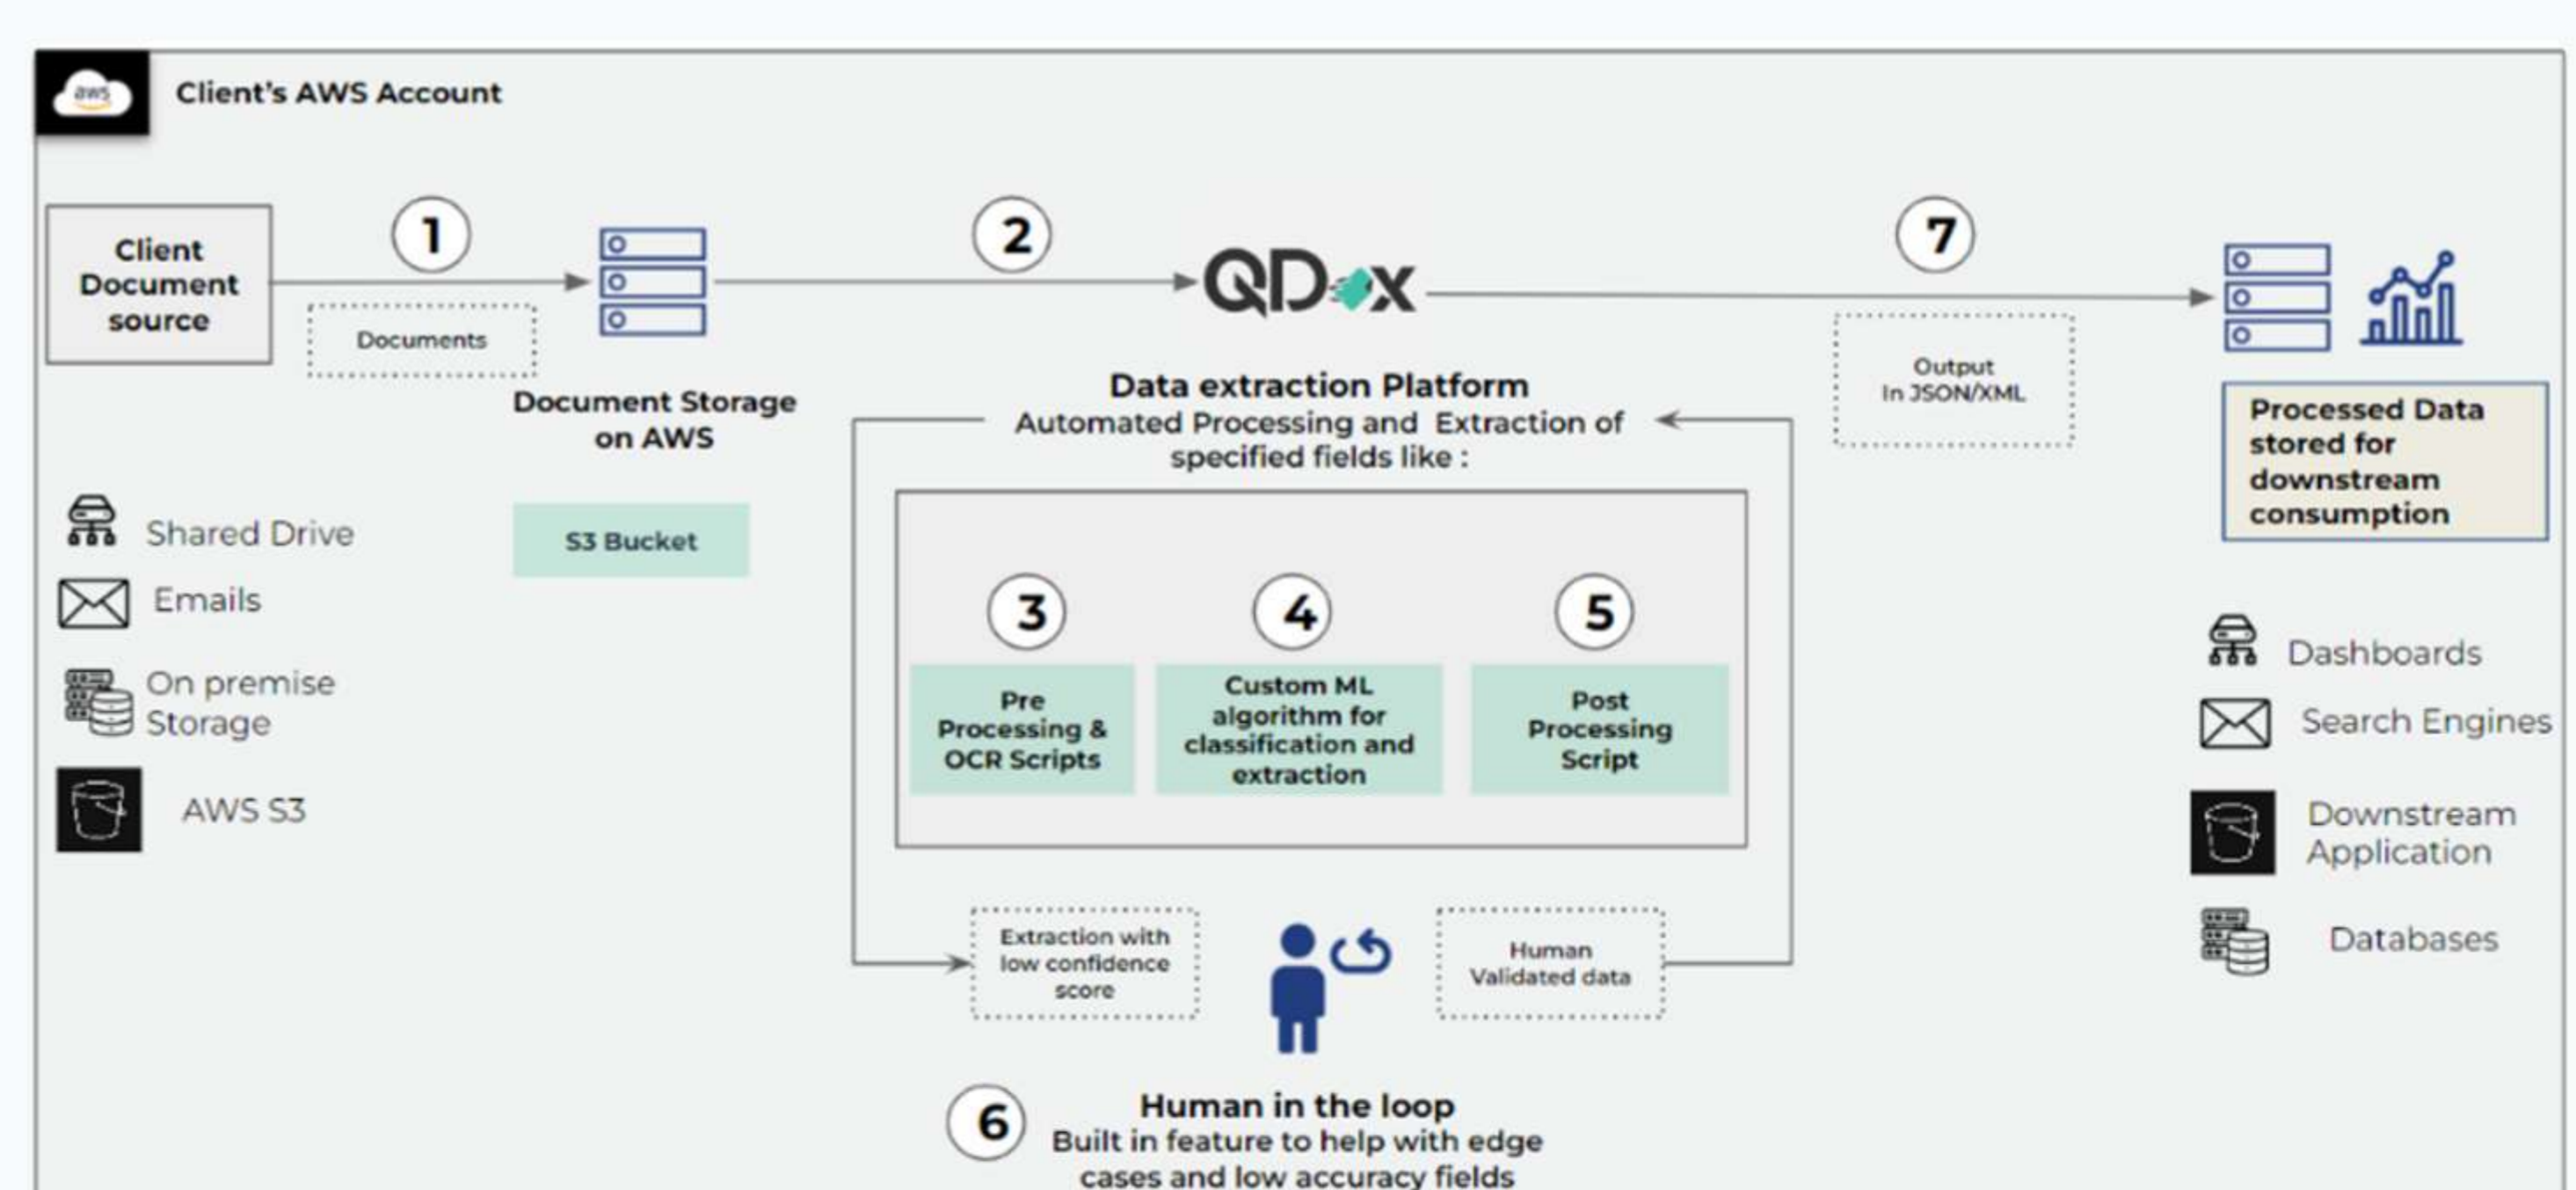 aws
Client's AWS Account
1
2
7
Client
Document
source
Documents
Document Storage
on AWS
S3 Bucket
Shared Drive
Emails
On premise
Storage
AWS S3
QDox
Data extraction Platform
Automated Processing and Extraction of
specified fields like :
3
4
5
Pre
Processing &
OCR Scripts
Custom ML
algorithm for
classification and
extraction
Post
Processing
Script
Extraction with
low confidence
score
Human
Validated data
6
Human in the loop
Built in feature to help with edge
cases and low accuracy fields
Output
In JSON/XML
Processed Data
stored for
downstream
consumption
Dashboards
Search Engines
Downstream
Application
Databases